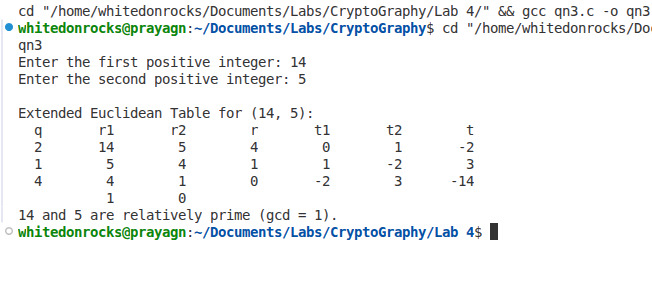 cd "/home/whitedonrocks/Documents/Labs/CryptoGraphy/Lab 4/" && gcc qn3.c -o qn3
whitedonrocks@prayagn:~/Documents/Labs/CryptoGraphy$ cd "/home/whitedonrocks/Do
qn3
Enter the first positive integer: 14
Enter the second positive integer: 5
Extended Euclidean Table for (14, 5):
q r1 r2 r t1 t2 t
2 14 5 4 0 1 -2
1 5 4 1 1 -2 3
4 4 1 0 -2 3 -14
1 0
14 and 5 are relatively prime (gcd = 1).
whitedonrocks@prayagn:~/Documents/Labs/CryptoGraphy/Lab 4$